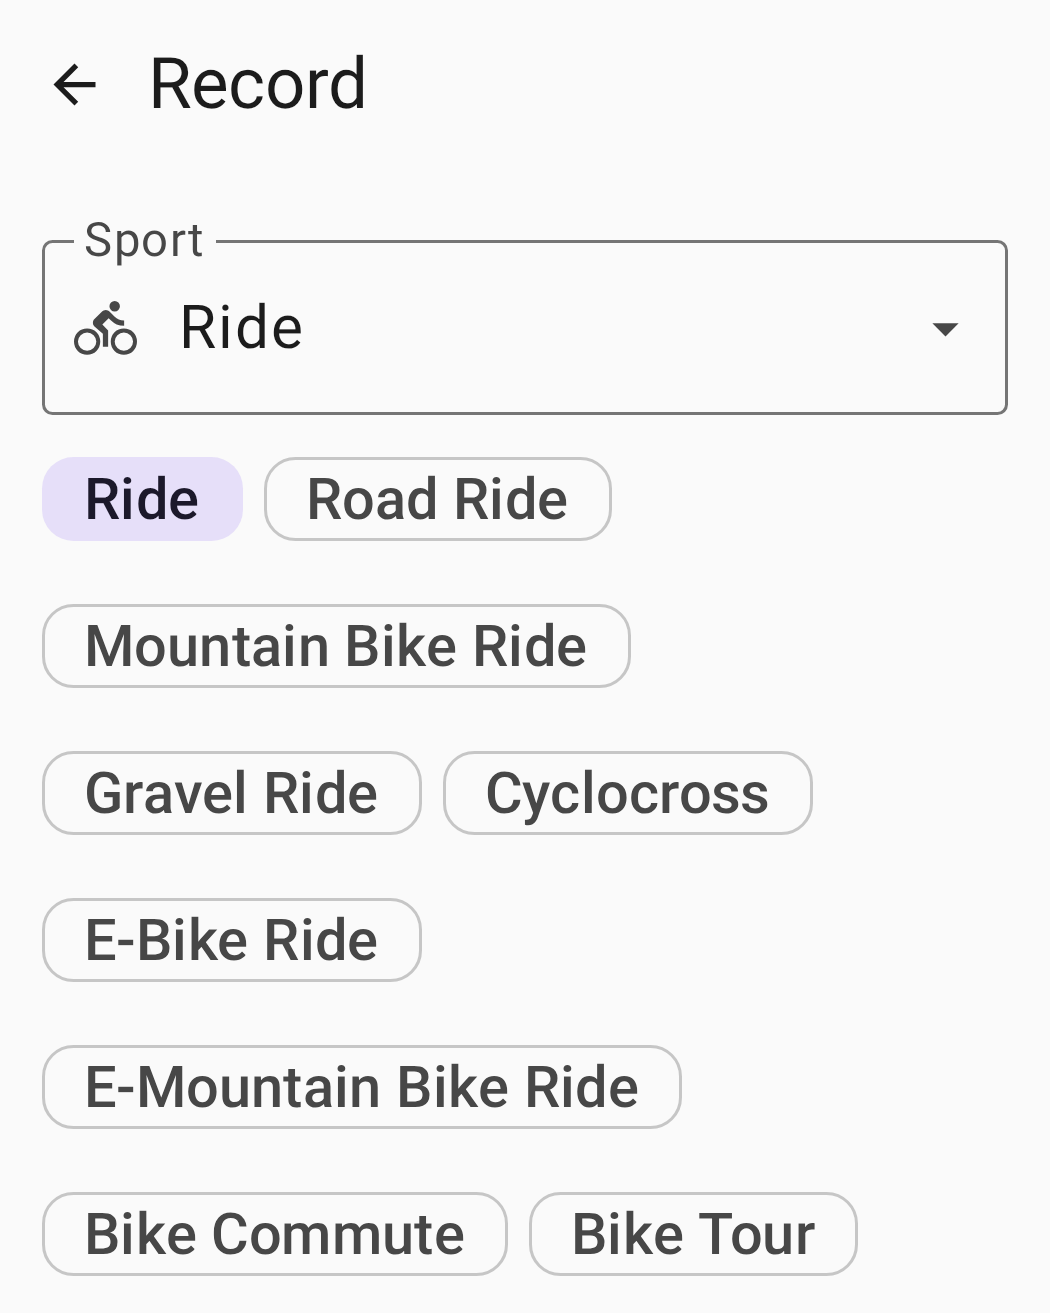 Record
Sport
Ride
Ride Road Ride
Mountain Bike Ride
Gravel Ride Cyclocross
E-Bike Ride
E-Mountain Bike Ride
Bike Commute Bike Tour